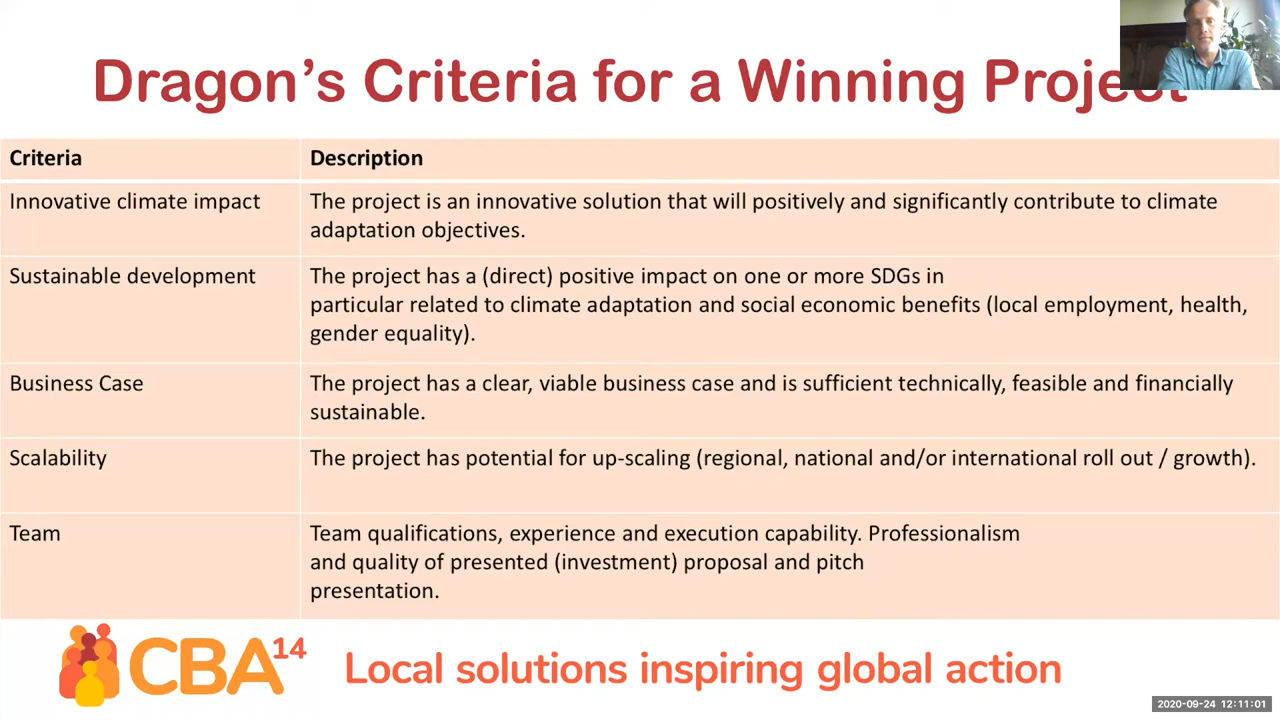 Dragon's Criteria for a Winning Project
Criteria
Description
Innovative climate impact
The project is an innovative solution that will positively and significantly contribute to climate
adaptation objectives.
Sustainable development
The project has a (direct) positive impact on one or more SDGs in
particular related to climate adaptation and social economic benefits (local employment, health,
gender equality).
Business Case
The project has a clear, viable business case and is sufficient technically, feasible and financially
sustainable.
Scalability
The project has potential for up-scaling (regional, national and/or international roll out / growth).
Team
Team qualifications, experience and execution capability. Professionalism
and quality of presented (investment) proposal and pitch
presentation.
CBA14
Local solutions inspiring global action
2020-09-24 12:11:01